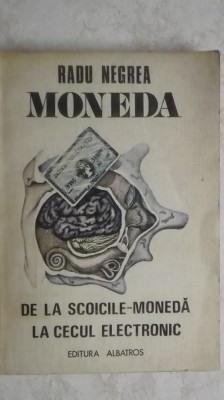 RADU NEGREA
MONEDA
DE LA SCOICILE-MONEDĂ
LA CECUL ELECTRONIC
EDITURA ALBATROS